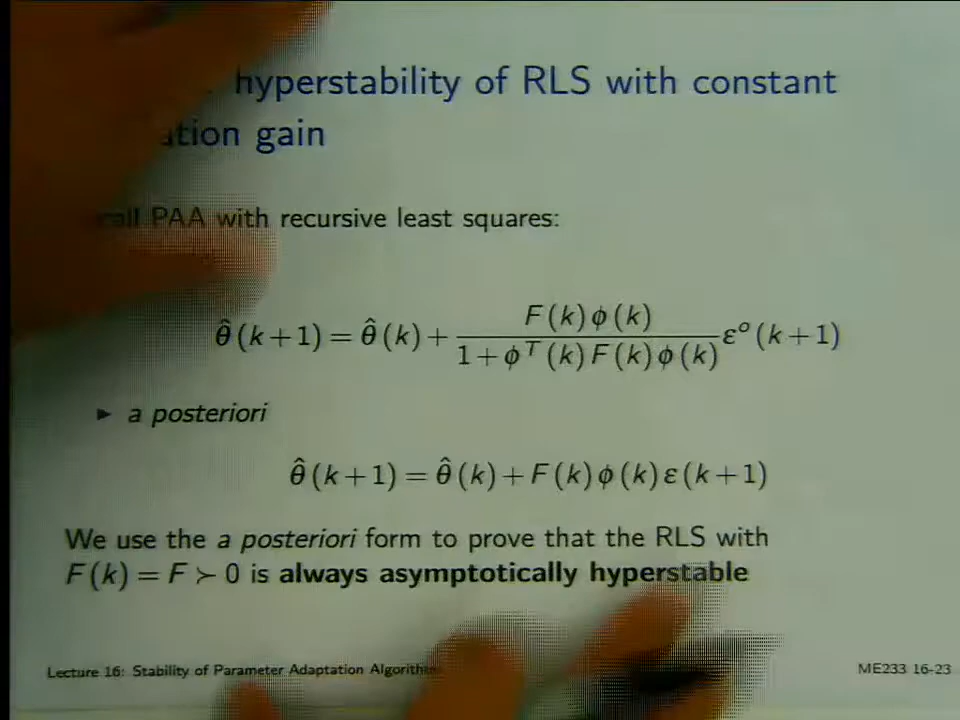 hyperstability of RLS with constant
gain
PAA with recursive least squares:
θ̂(k+1) = θ̂(k) + F(k)ϕ(k) / 1+ϕᵀ(k)F(k)ϕ(k) εᵒ(k+1)
▶ a posteriori
θ̂(k+1) = θ̂(k) + F(k)ϕ(k)ε(k+1)
We use the a posteriori form to prove that the RLS with
F(k) = F ≻ 0 is always asymptotically hyperstable
Lecture 16: Stability of Parameter Adaptation
ME233 16-23